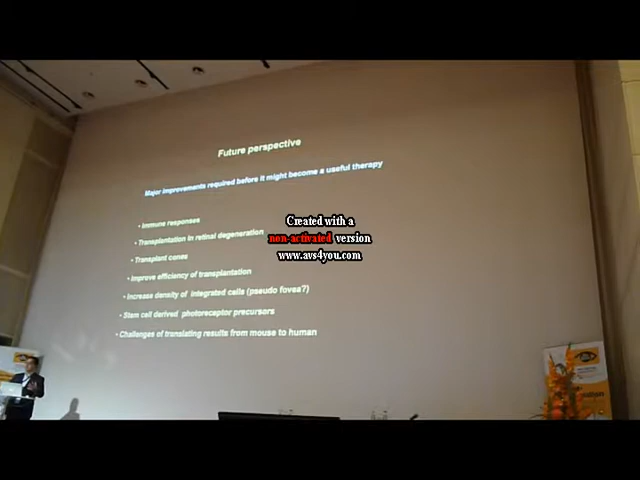 Future perspective
Major improvements required before it might become a useful therapy
• Immune responses
• Transplantation in retinal degeneration
• Transplant cones
• Improve efficiency of transplantation
• Increase density of integrated cells (pseudo fovea?)
• Stem cell derived photoreceptor precursors
• Challenges of translating results from mouse to human
Created with a
non-activated version
www.avs4you.com